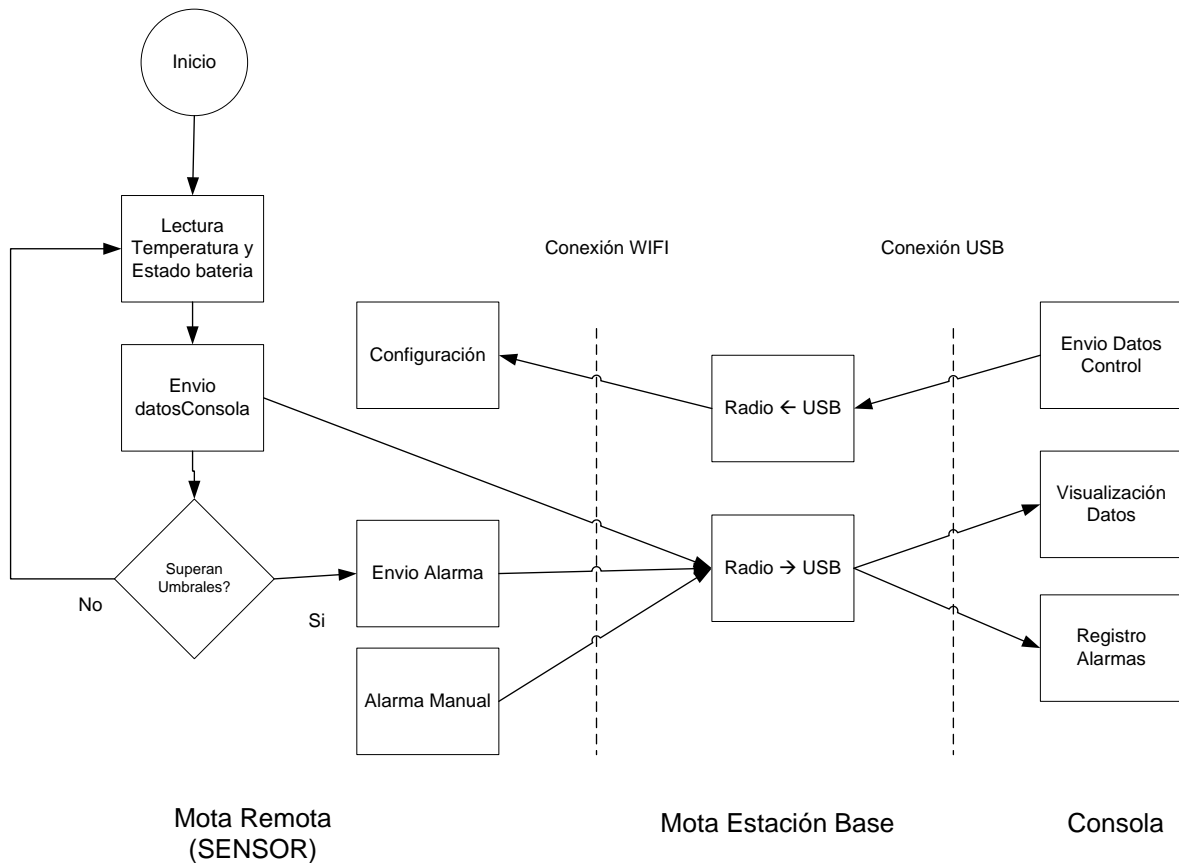 Inicio
Lectura
Temperatura y
Estado bateria
Conexión WIFI
Conexión USB
Configuración
Envio Datos
Control
Envio
datosConsola
Radio ← USB
Visualización
Datos
Superan
Umbrales?
No
Si
Envio Alarma
Radio → USB
Registro
Alarmas
Alarma Manual
Mota Remota
(SENSOR)
Mota Estación Base
Consola